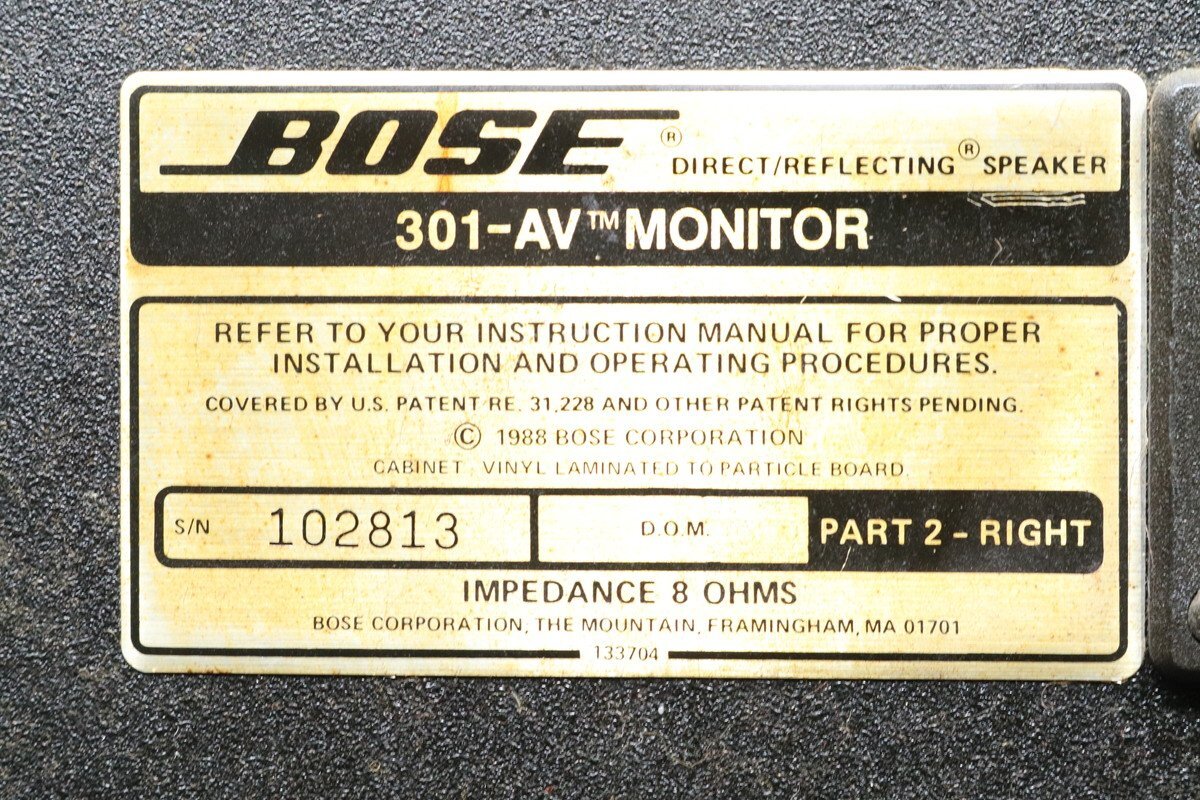 BOSE® DIRECT/REFLECTING® SPEAKER
301-AV™ MONITOR
REFER TO YOUR INSTRUCTION MANUAL FOR PROPER
INSTALLATION AND OPERATING PROCEDURES.
COVERED BY U.S. PATENT RE. 31,228 AND OTHER PATENT RIGHTS PENDING.
© 1988 BOSE CORPORATION
CABINET: VINYL LAMINATED TO PARTICLE BOARD.
S/N 102813 D.O.M. PART 2 - RIGHT
IMPEDANCE 8 OHMS
BOSE CORPORATION, THE MOUNTAIN, FRAMINGHAM, MA 01701
133704